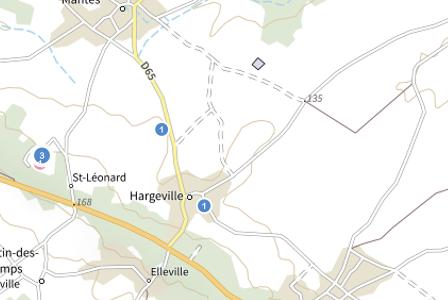 Mantes
D65
135
1
3
St-Léonard
Hargeville
1
168
tin-des-
mps
ville
Elleville